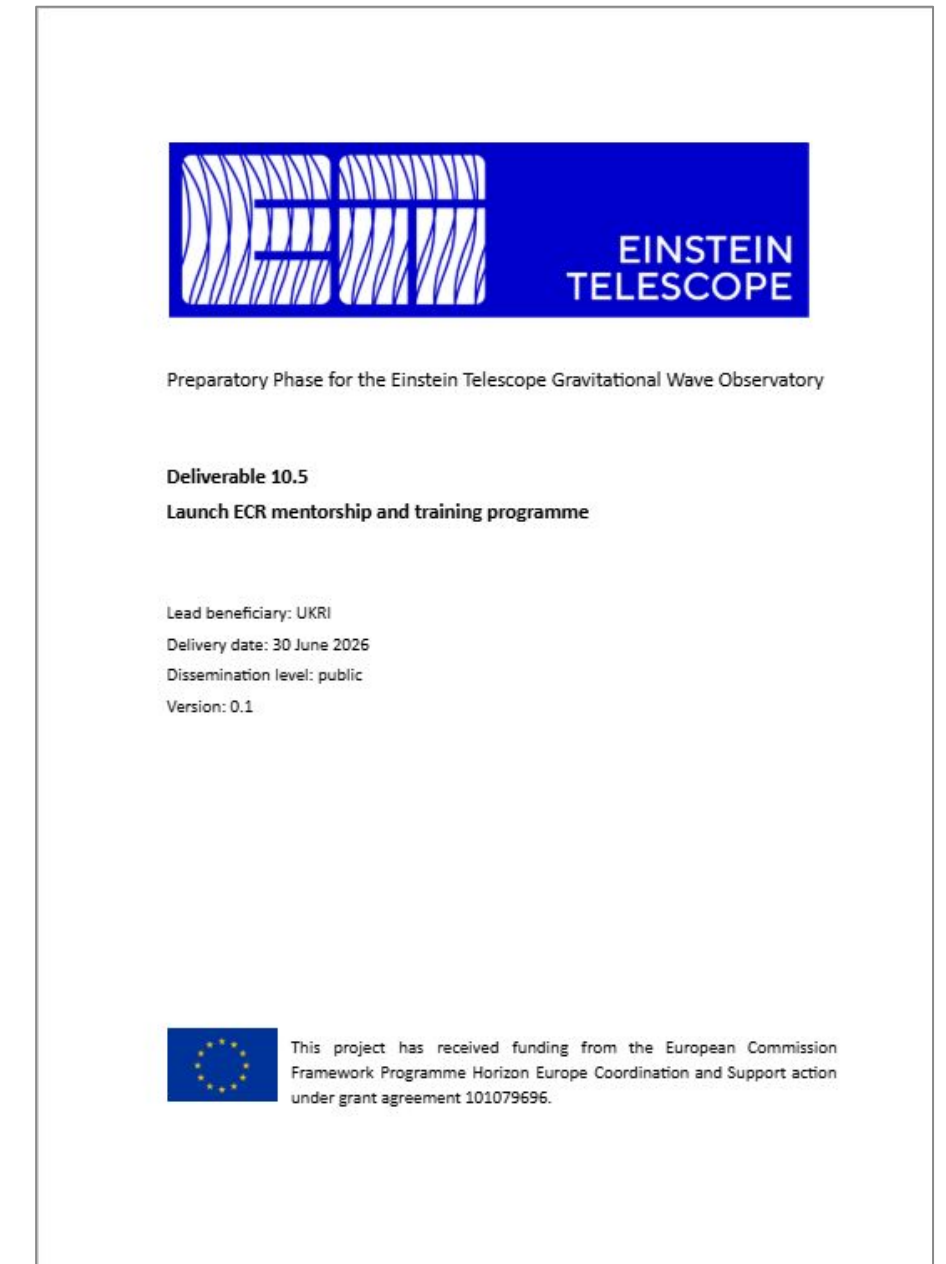 ET
EINSTEIN
TELESCOPE
Preparatory Phase for the Einstein Telescope Gravitational Wave Observatory
Deliverable 10.5
Launch ECR mentorship and training programme
Lead beneficiary: UKRI
Delivery date: 30 June 2026
Dissemination level: public
Version: 0.1
This project has received funding from the European Commission
Framework Programme Horizon Europe Coordination and Support action
under grant agreement 101079696.